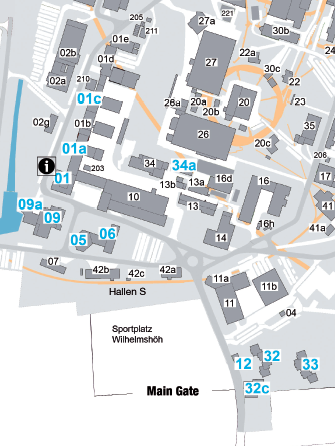 205
221
27a
211
22a
30b
01e
02b
01d
27
30c
22
02a
210
01c
26a
20a
20
23
20b
02g
01b
26
35
20c
01a
206
i
203
34
34a
17
01
13b
13a
16d
16
10
13
41
09a
09
16h
41a
05
06
14
07
42b
42c
42a
11a
11b
Hallen S
11
04
Sportplatz
Wilhelmshöh
12
32
33
Main Gate
32c